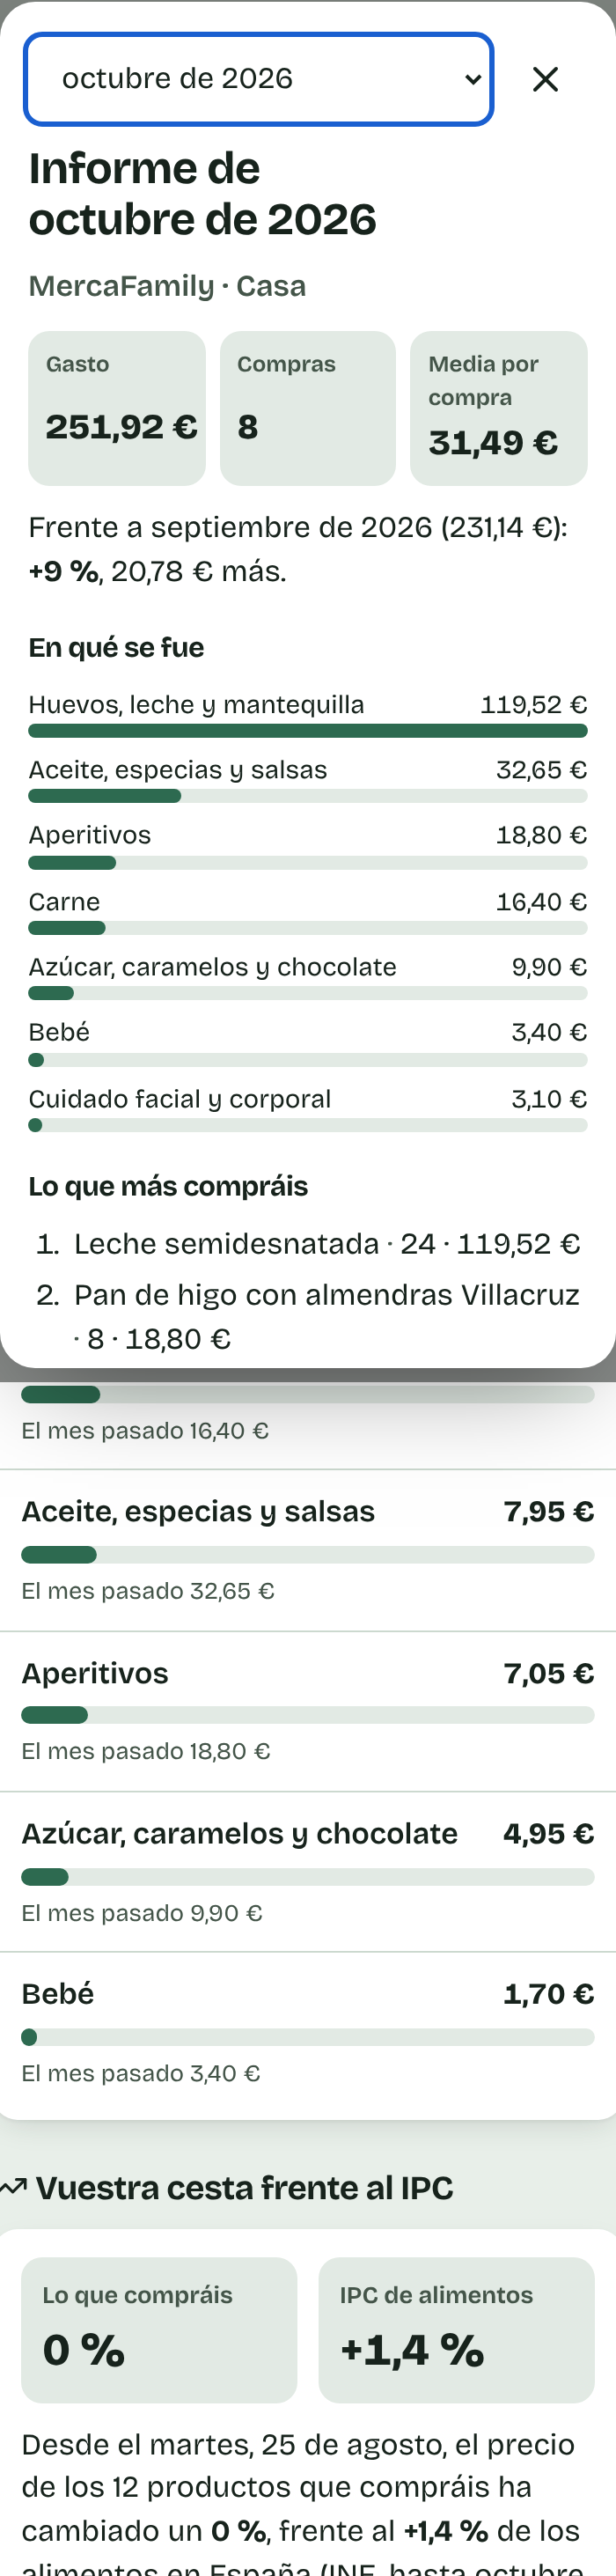 octubre de 2026
Informe de
octubre de 2026
MercaFamily · Casa
Gasto
251,92 €
Compras
8
Media por
compra
31,49 €
Frente a septiembre de 2026 (231,14 €):
+9 %, 20,78 € más.
En qué se fue
Huevos, leche y mantequilla 119,52 €
Aceite, especias y salsas 32,65 €
Aperitivos 18,80 €
Carne 16,40 €
Azúcar, caramelos y chocolate 9,90 €
Bebé 3,40 €
Cuidado facial y corporal 3,10 €
Lo que más compráis
1. Leche semidesnatada · 24 · 119,52 €
2. Pan de higo con almendras Villacruz
· 8 · 18,80 €
El mes pasado 16,40 €
Aceite, especias y salsas 7,95 €
El mes pasado 32,65 €
Aperitivos 7,05 €
El mes pasado 18,80 €
Azúcar, caramelos y chocolate 4,95 €
El mes pasado 9,90 €
Bebé 1,70 €
El mes pasado 3,40 €
Vuestra cesta frente al IPC
Lo que compráis
0 %
IPC de alimentos
+1,4 %
Desde el martes, 25 de agosto, el precio
de los 12 productos que compráis ha
cambiado un 0 %, frente al +1,4 % de los
alimentos en España (INE, hasta octubre